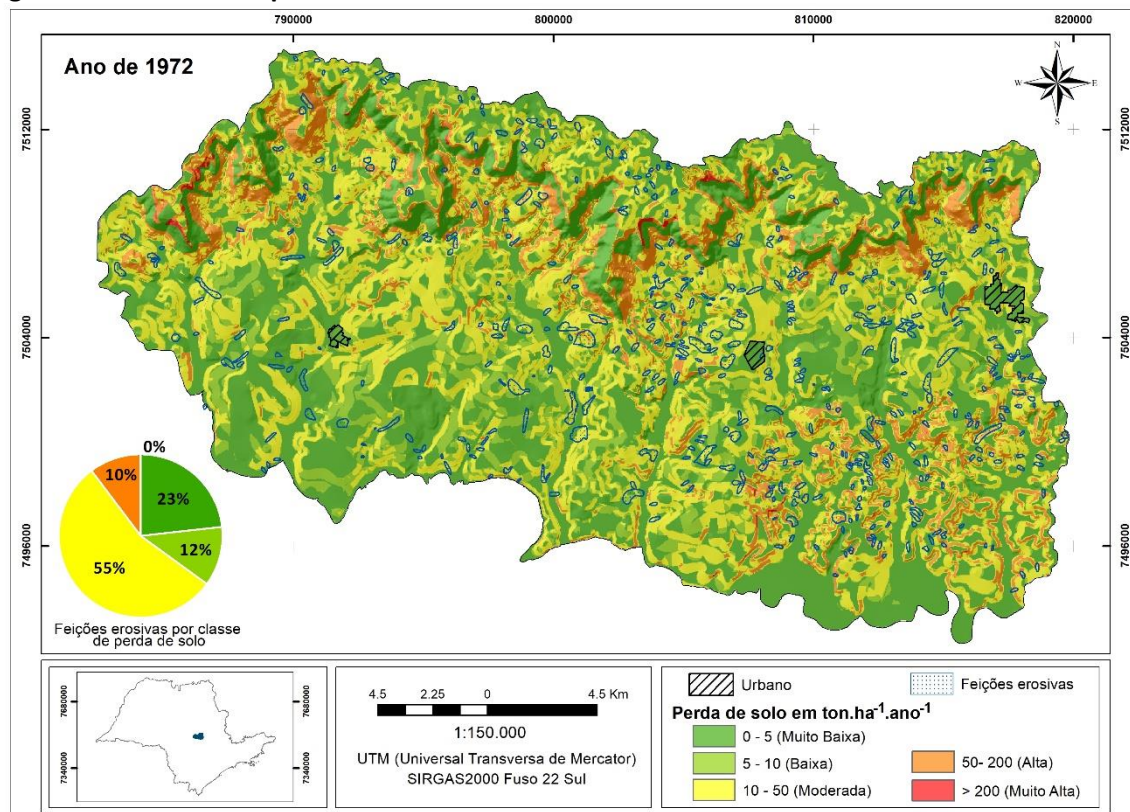 790000 800000 810000 820000
Ano de 1972
N
W E
S
7512000 7512000
7504000 7504000
7496000 7496000
0%
10%
23%
12%
55%
Feições erosivas por classe
de perda de solo
7680000
7340000
4.5 2.25 0 4.5 Km
1:150.000
UTM (Universal Transversa de Mercator)
SIRGAS2000 Fuso 22 Sul
Urbano Feições erosivas
Perda de solo em ton.ha⁻¹.ano⁻¹
0 - 5 (Muito Baixa)
5 - 10 (Baixa) 50- 200 (Alta)
10 - 50 (Moderada) > 200 (Muito Alta)